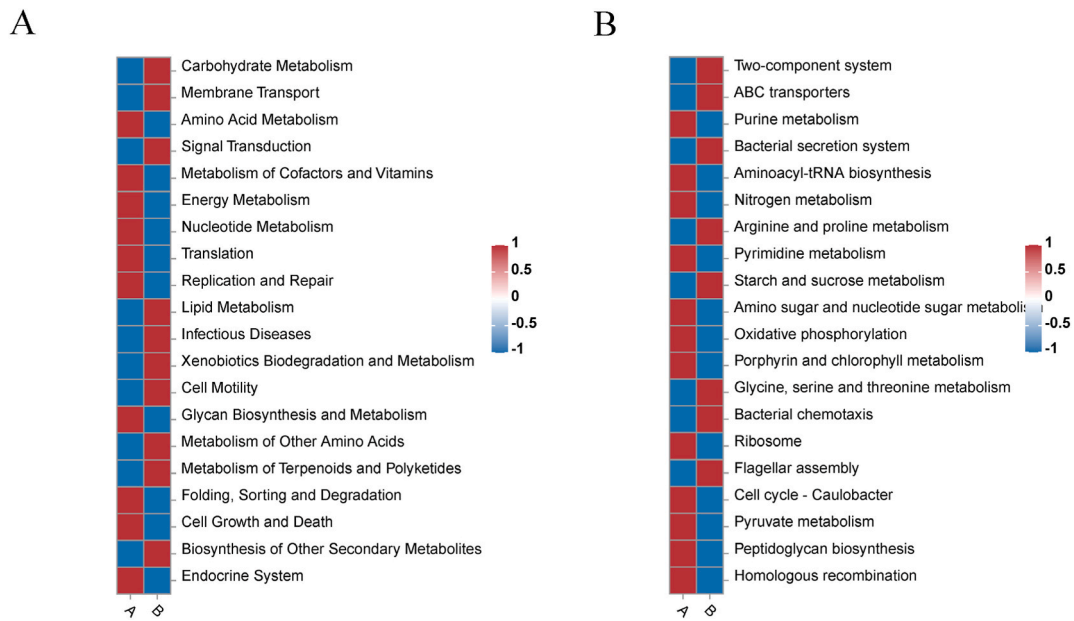 A
Carbohydrate Metabolism
Membrane Transport
Amino Acid Metabolism
Signal Transduction
Metabolism of Cofactors and Vitamins
Energy Metabolism
Nucleotide Metabolism
Translation
Replication and Repair
Lipid Metabolism
Infectious Diseases
Xenobiotics Biodegradation and Metabolism
Cell Motility
Glycan Biosynthesis and Metabolism
Metabolism of Other Amino Acids
Metabolism of Terpenoids and Polyketides
Folding, Sorting and Degradation
Cell Growth and Death
Biosynthesis of Other Secondary Metabolites
Endocrine System
A
B
1
0.5
0
-0.5
-1
B
Two-component system
ABC transporters
Purine metabolism
Bacterial secretion system
Aminoacyl-tRNA biosynthesis
Nitrogen metabolism
Arginine and proline metabolism
Pyrimidine metabolism
Starch and sucrose metabolism
Amino sugar and nucleotide sugar metabolis
Oxidative phosphorylation
Porphyrin and chlorophyll metabolism
Glycine, serine and threonine metabolism
Bacterial chemotaxis
Ribosome
Flagellar assembly
Cell cycle - Caulobacter
Pyruvate metabolism
Peptidoglycan biosynthesis
Homologous recombination
A
B
1
0.5
0
-0.5
-1